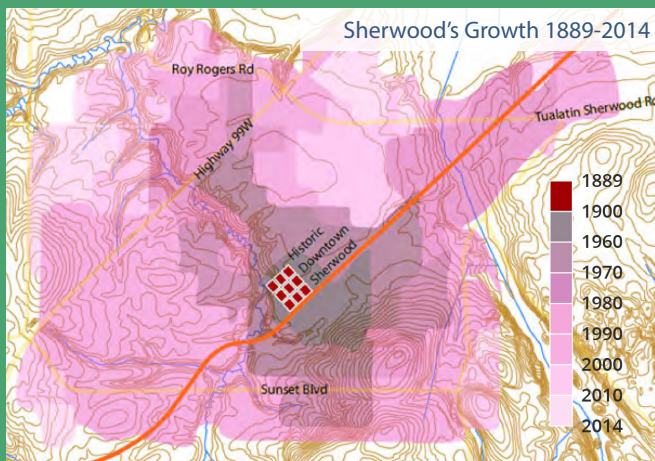 Sherwood's Growth 1889-2014
Roy Rogers Rd
Tualatin Sherwood Rd
Highway 99W
Historic
Downtown
Sherwood
Sunset Blvd
1889
1900
1960
1970
1980
1990
2000
2010
2014